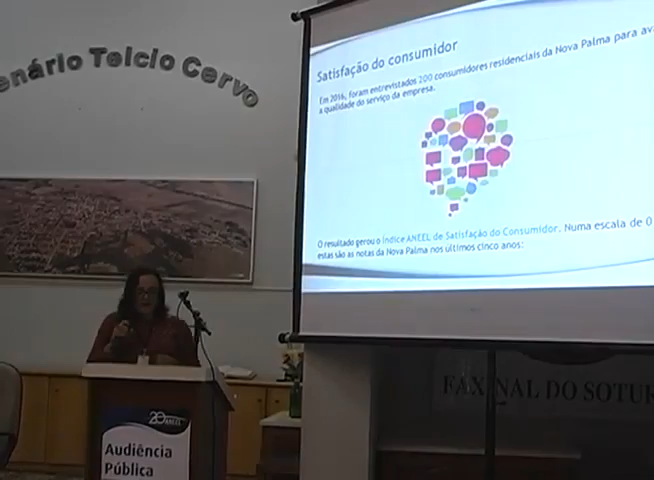 enário Telcio Cervo
Satisfação do consumidor
Em 2016, foram entrevistados 200 consumidores residenciais da Nova Palma para ava
a qualidade do serviço da empresa.
O resultado gerou o Índice ANEEL de Satisfação do Consumidor. Numa escala de 0
estas são as notas da Nova Palma nos últimos cinco anos:
FAXINAL DO SOTUR
20 ANEEL
Audiência
Pública